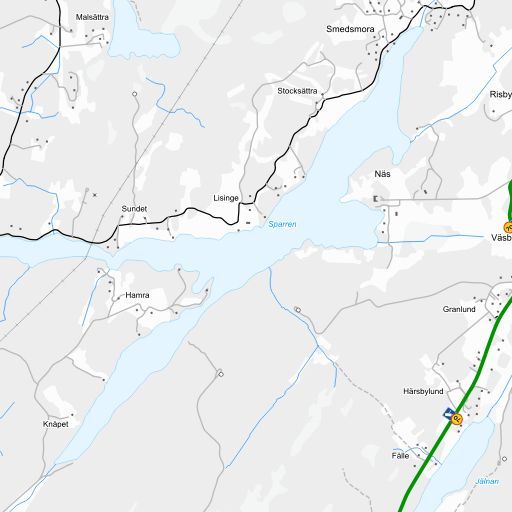 Malsättra
Smedsmora
Stocksättra
Risby
Näs
Lisinge
Sundet
Sparren
Väsb
Hamra
Granlund
Härsbylund
Knäpet
Fälle
Jälnan